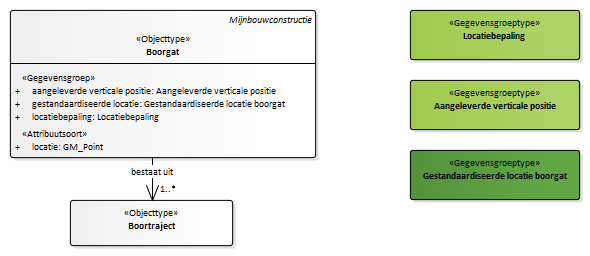 Mijnbouwconstructie
«Objecttype»
Boorgat
«Gegevensgroep»
+ aangeleverde verticale positie: Aangeleverde verticale positie
+ gestandaardiseerde locatie: Gestandaardiseerde locatie boorgat
+ locatiebepaling: Locatiebepaling
«Attribuutsoort»
+ locatie: GM_Point
bestaat uit
1..*
«Objecttype»
Boortraject
«Gegevensgroeptype»
Locatiebepaling
«Gegevensgroeptype»
Aangeleverde verticale positie
«Gegevensgroeptype»
Gestandaardiseerde locatie boorgat